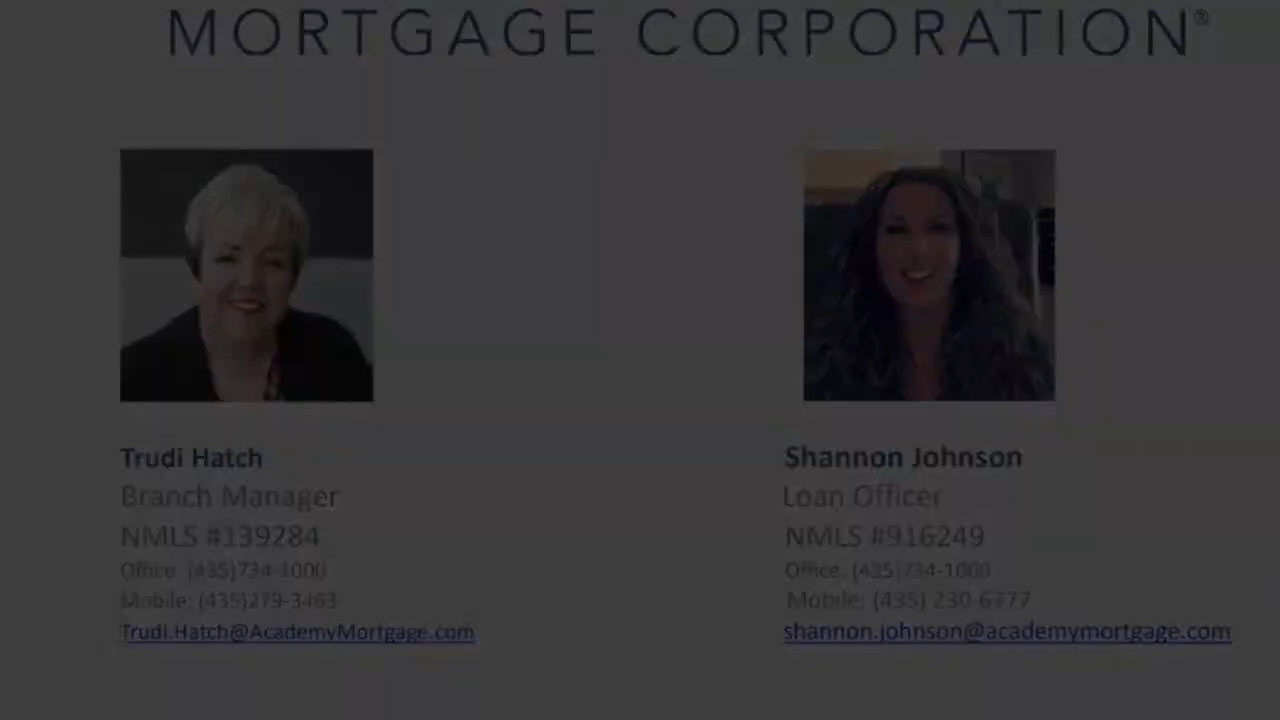 MORTGAGE CORPORATION®
Trudi Hatch
Branch Manager
NMLS #139284
Office: (435)734-1000
Mobile: (435)279-3463
Trudi.Hatch@AcademyMortgage.com
Shannon Johnson
Loan Officer
NMLS #916249
Office: (435)734-1000
Mobile: (435) 230-6777
shannon.johnson@academymortgage.com